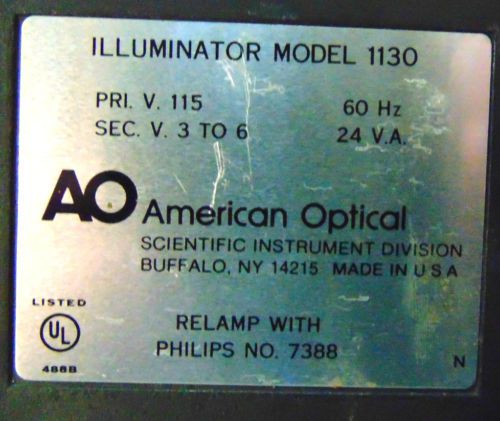 ILLUMINATOR MODEL 1130
PRI. V. 115 60 Hz
SEC. V. 3 TO 6 24 V.A.
AO American Optical
SCIENTIFIC INSTRUMENT DIVISION
BUFFALO, NY 14215 MADE IN U S A
LISTED
UL
486B
RELAMP WITH
PHILIPS NO. 7388
N